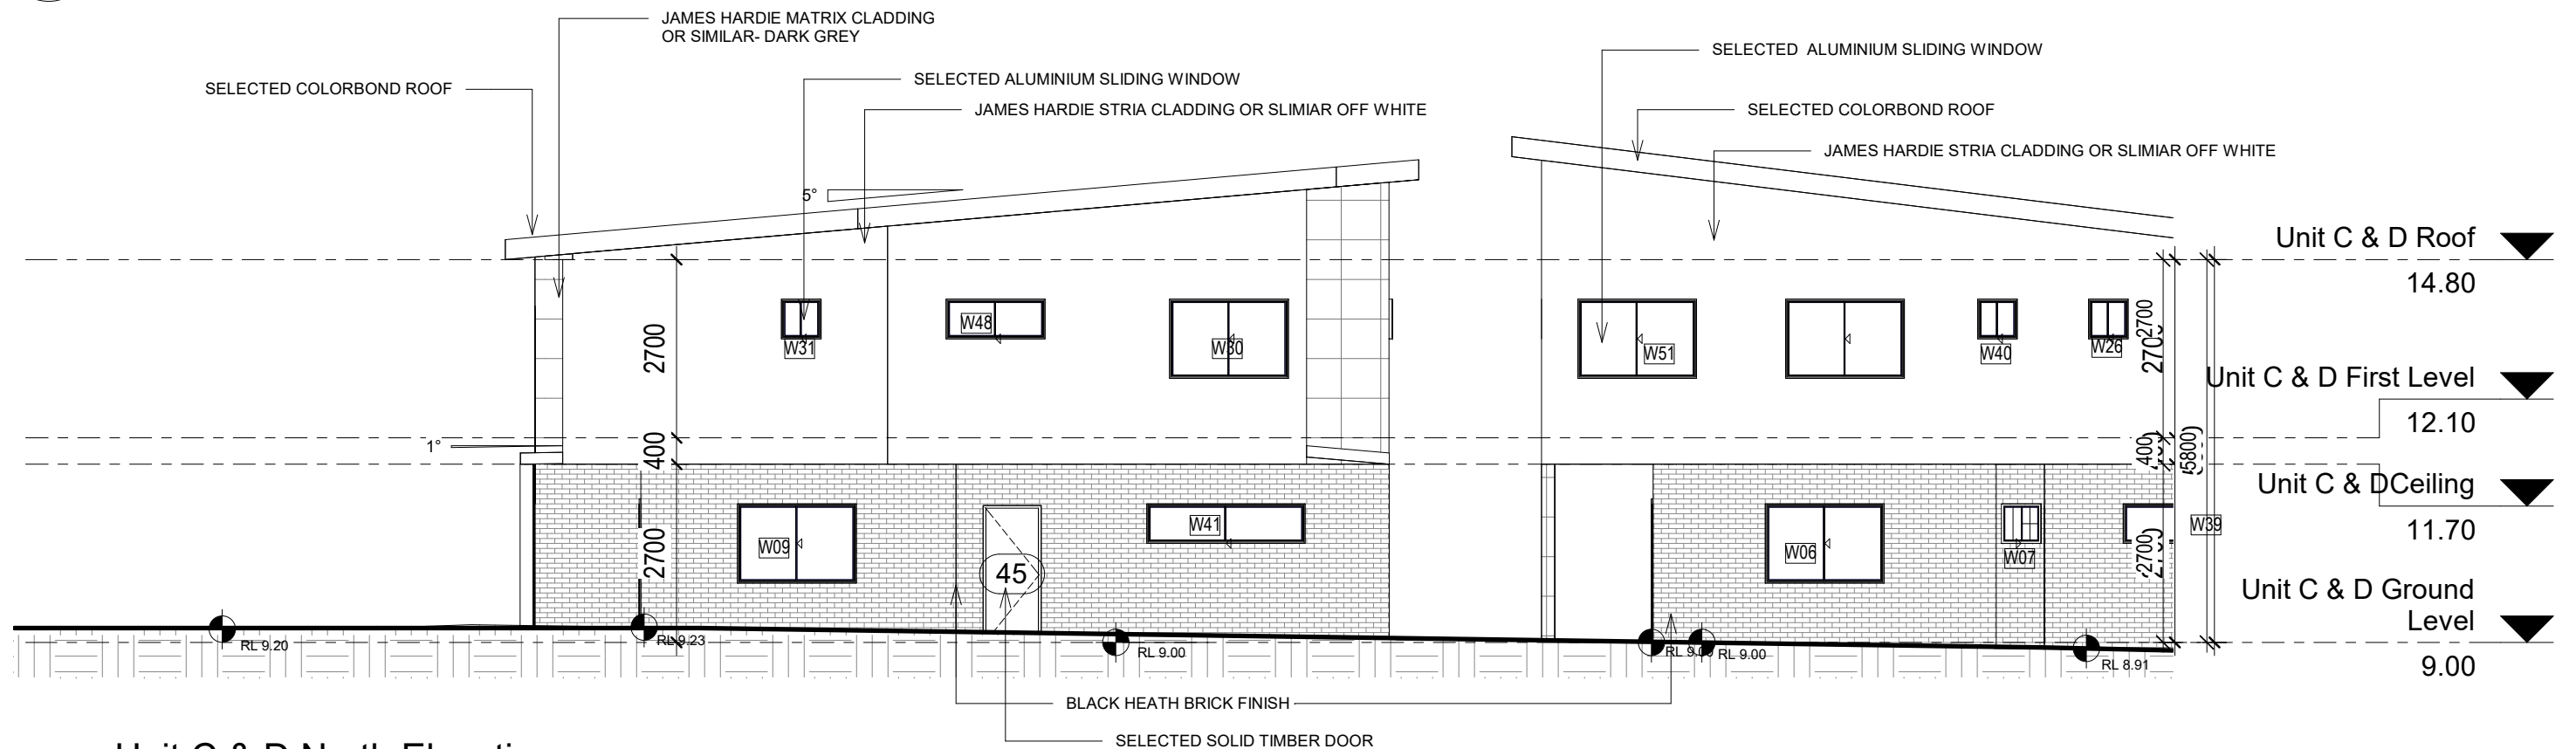 JAMES HARDIE MATRIX CLADDING
OR SIMILAR- DARK GREY
SELECTED ALUMINIUM SLIDING WINDOW
SELECTED COLORBOND ROOF
SELECTED ALUMINIUM SLIDING WINDOW
JAMES HARDIE STRIA CLADDING OR SLIMIAR OFF WHITE
SELECTED COLORBOND ROOF
JAMES HARDIE STRIA CLADDING OR SLIMIAR OFF WHITE
5°
Unit C & D Roof
14.80
2700
2700
W31
W48
W30
W51
W40
W26
Unit C & D First Level
12.10
1°
400
400
(5800)
Unit C & DCeiling
11.70
2700
2700
W09
45
W41
W06
W07
W39
Unit C & D Ground
Level
9.00
RL 9.20
RL 9.23
RL 9.00
RL 9.00
RL 8.91
BLACK HEATH BRICK FINISH
SELECTED SOLID TIMBER DOOR